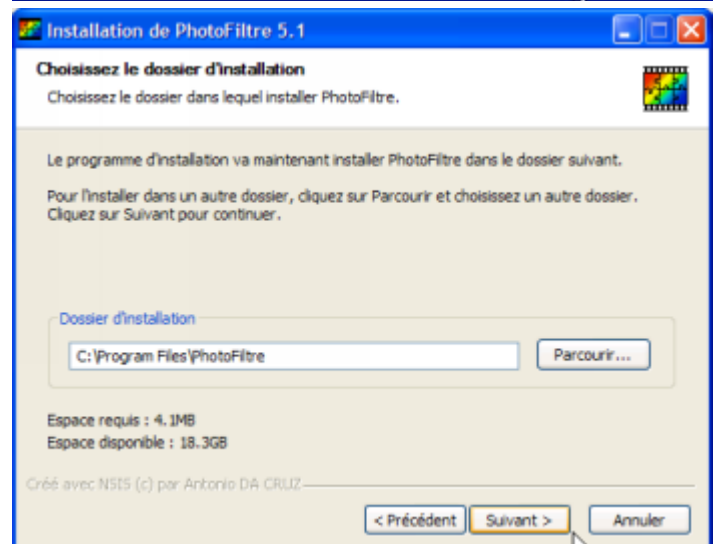 Installation de PhotoFiltre 5.1
Choisissez le dossier d'installation
Choisissez le dossier dans lequel installer PhotoFiltre.
Le programme d'installation va maintenant installer PhotoFiltre dans le dossier suivant.
Pour l'installer dans un autre dossier, cliquez sur Parcourir et choisissez un autre dossier.
Cliquez sur Suivant pour continuer.
Dossier d'installation
C:\Program Files\PhotoFiltre
Parcourir...
Espace requis : 4.1MB
Espace disponible : 18.3GB
Créé avec NSIS (c) par Antonio DA CRUZ
< Précédent
Suivant >
Annuler